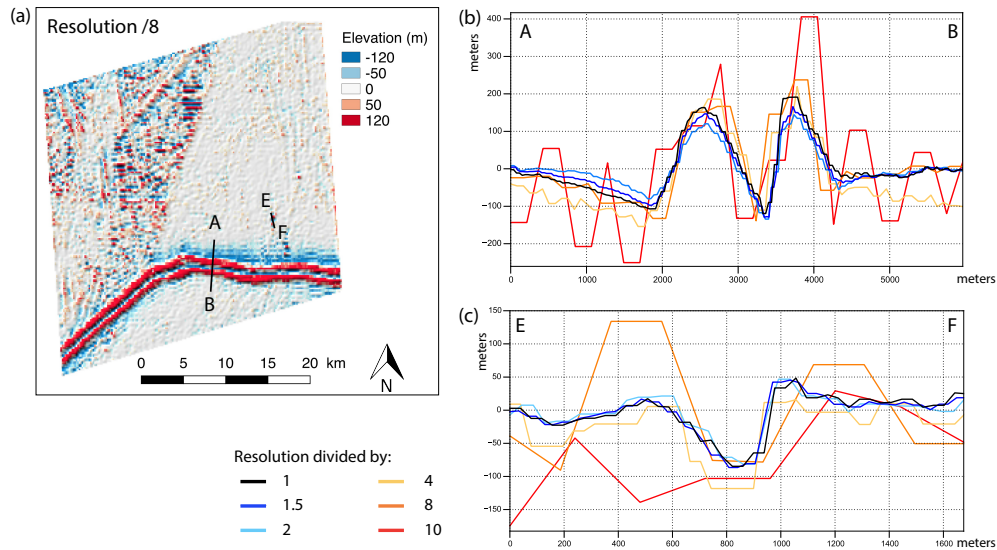 (a)
Resolution /8
Elevation (m)
-120
-50
0
50
120
E
F
A
B
0 5 10 15 20 km
N
Resolution divided by:
1 4
1.5 8
2 10
(b)
meters
A B
400
300
200
100
0
−100
−200
0 1000 2000 3000 4000 5000 meters
(c)
meters
E F
150
100
50
0
−50
−100
−150
0 200 400 600 800 1000 1200 1400 1600 meters